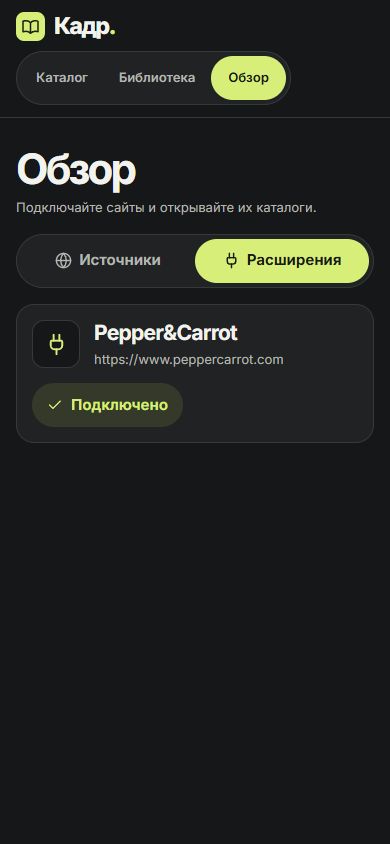 Кадр.
Каталог Библиотека Обзор
Обзор
Подключайте сайты и открывайте их каталоги.
Источники Расширения
Pepper&Carrot
https://www.peppercarrot.com
Подключено